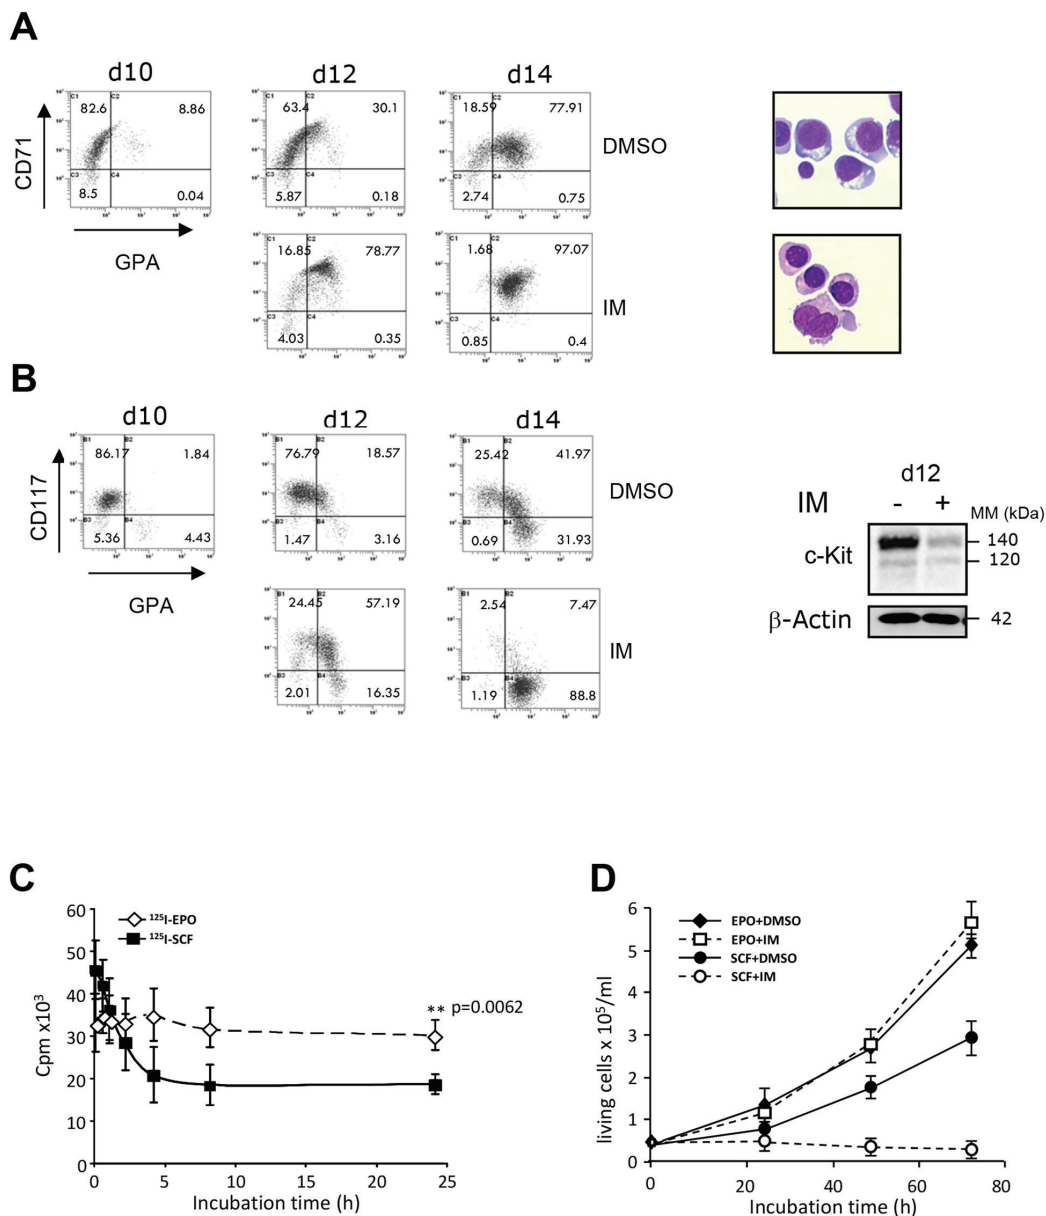 A
d10 d12 d14
C1 C2 C1 C2 C1 C2
82.6 8.86 63.4 30.1 18.59 77.91
CD71
DMSO
C3 C4 C3 C4 C3 C4
8.5 0.04 5.87 0.18 2.74 0.75
GPA
C1 C2 C1 C2
16.85 78.77 1.68 97.07
IM
C3 C4 C3 C4
4.03 0.35 0.85 0.4
B
d10 d12 d14
B1 B2 B1 B2 B1 B2
86.17 1.84 76.79 18.57 25.42 41.97
CD117
DMSO
B3 B4 B3 B4 B3 B4
5.36 4.43 1.47 3.16 0.69 31.93
GPA
B1 B2 B1 B2
24.45 57.19 2.54 7.47
IM
B3 B4 B3 B4
2.01 16.35 1.19 88.8
d12
IM - + MM (kDa)
c-Kit 140
120
β-Actin 42
C
60
50
40
30
20
10
0
Cpm x10³
¹²⁵I-EPO
¹²⁵I-SCF
** p=0.0062
0 5 10 15 20 25
Incubation time (h)
D
6
5
4
3
2
1
0
living cells x 10⁵/ml
EPO+DMSO
EPO+IM
SCF+DMSO
SCF+IM
0 20 40 60 80
Incubation time (h)